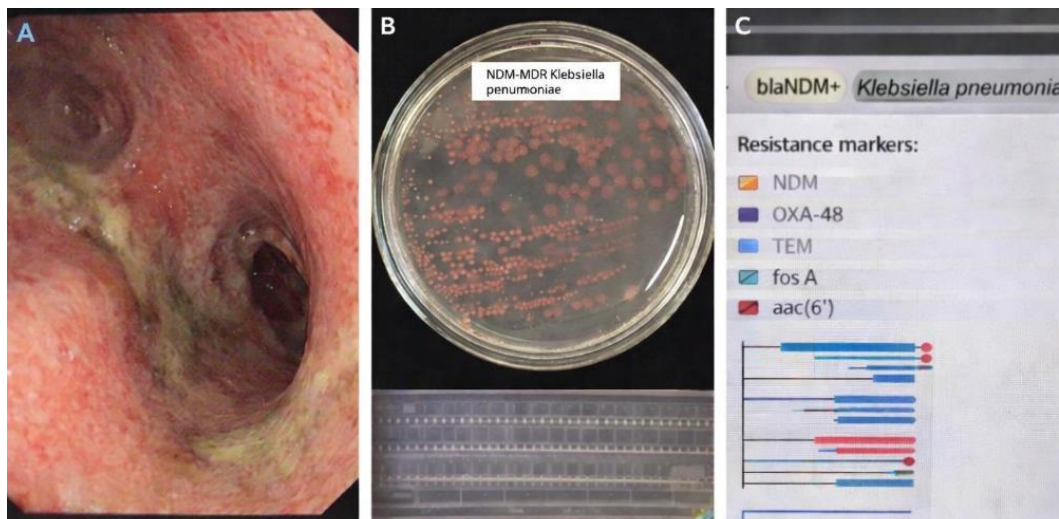 A
B
NDM-MDR Klebsiella
penumoniae
C
blaNDM+ Klebsiella pneumonia
Resistance markers:
NDM
OXA-48
TEM
fos A
aac(6')